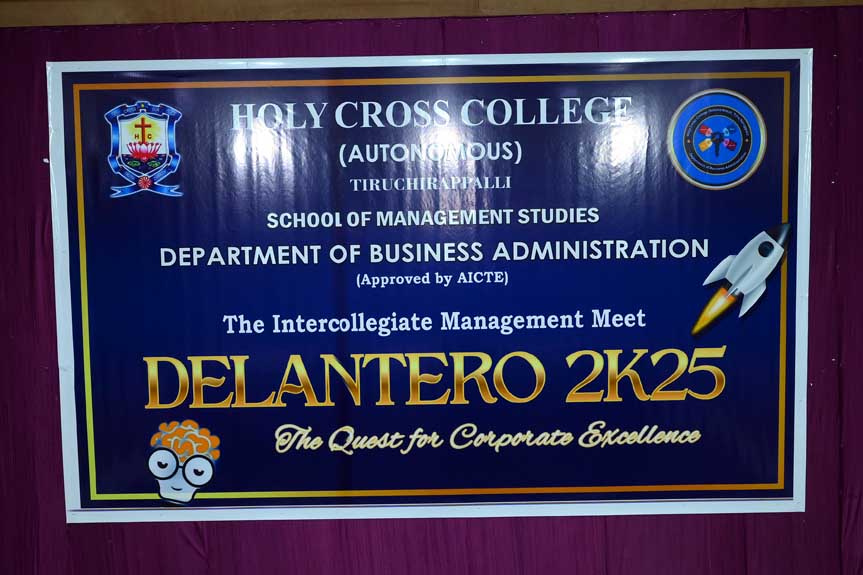 HOLY CROSS COLLEGE
(AUTONOMOUS)
TIRUCHIRAPPALLI
SCHOOL OF MANAGEMENT STUDIES
DEPARTMENT OF BUSINESS ADMINISTRATION
(Approved by AICTE)
The Intercollegiate Management Meet
DELANTERO 2K25
The Quest for Corporate Excellence
H C